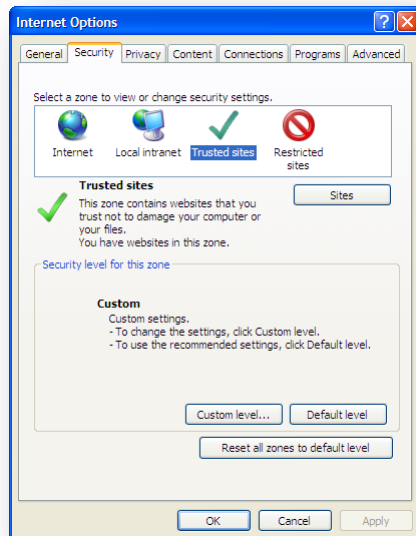 Internet Options
General Security Privacy Content Connections Programs Advanced
Select a zone to view or change security settings.
Internet Local intranet Trusted sites Restricted
sites
Trusted sites
Sites
This zone contains websites that you
trust not to damage your computer or
your files.
You have websites in this zone.
Security level for this zone
Custom
Custom settings.
- To change the settings, click Custom level.
- To use the recommended settings, click Default level.
Custom level... Default level
Reset all zones to default level
OK Cancel Apply